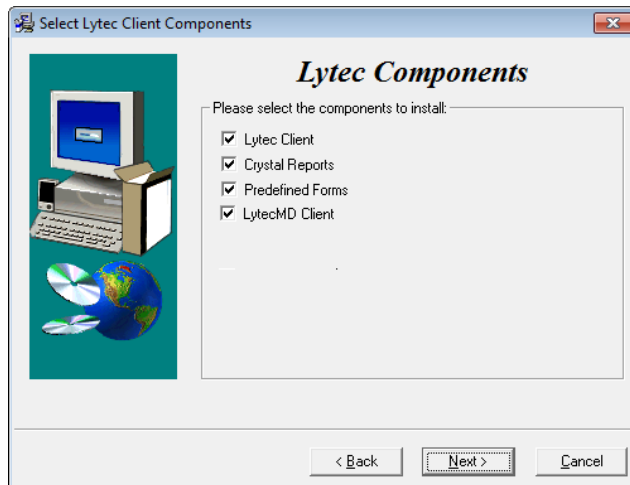 Select Lytec Client Components
Lytec Components
Please select the components to install:
Lytec Client
Crystal Reports
Predefined Forms
LytecMD Client
< Back
Next >
Cancel